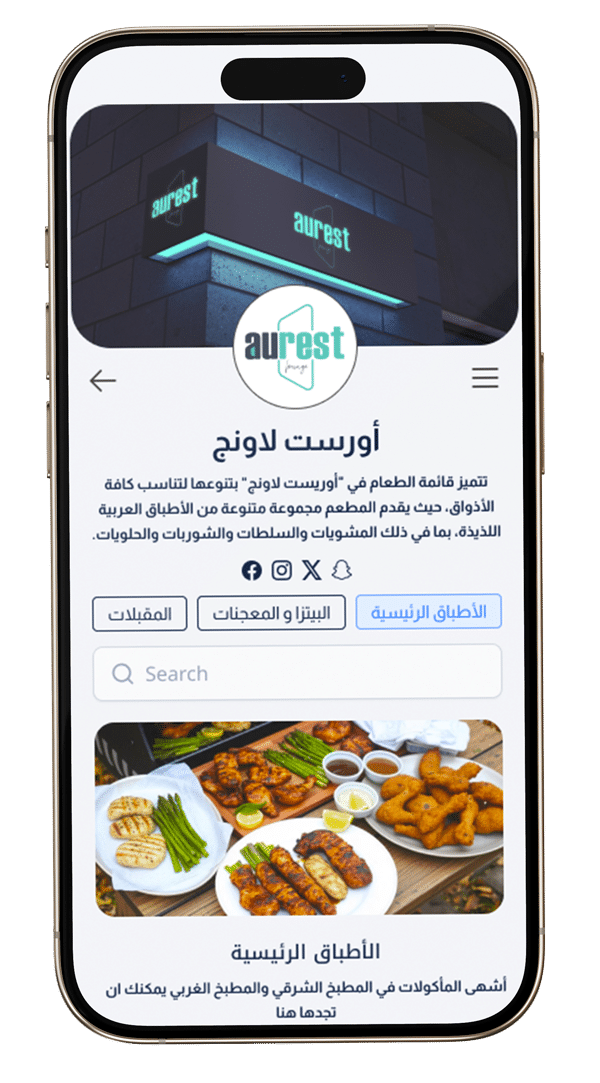 aurest
aurest
aurest
lounge
أورست لاونج
تتميز قائمة الطعام في "أوريست لاونج" بتنوعها لتناسب كافة
الأذواق، حيث يقدم المطعم مجموعة متنوعة من الأطباق العربية
اللذيذة، بما في ذلك المشويات والسلطات والشوربات والحلويات.
الأطباق الرئيسية
البيتزا و المعجنات
المقبلات
Search
الأطباق الرئيسية
أشهى المأكولات في المطبخ الشرقي والمطبخ الغربي يمكنك ان
تجدها هنا